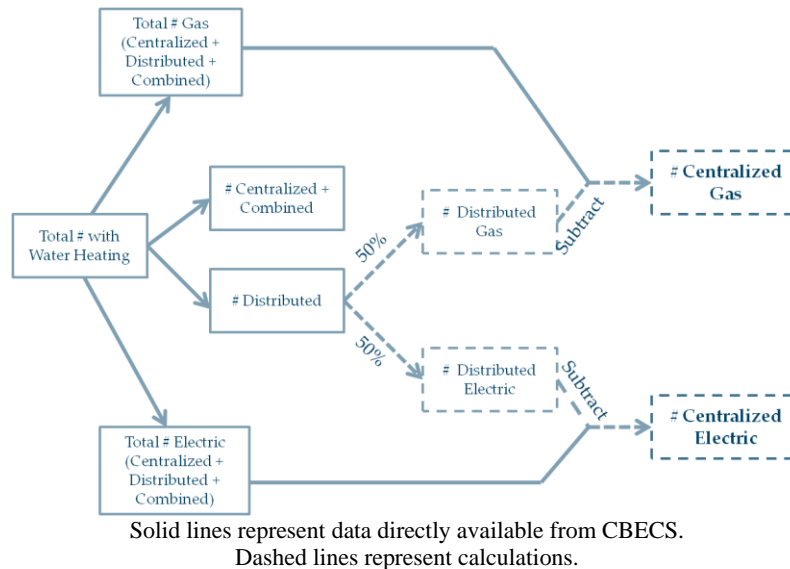 Total # Gas
(Centralized +
Distributed +
Combined)
# Centralized +
Combined
Total # with
Water Heating
# Distributed
50%
50%
# Distributed
Gas
# Distributed
Electric
Subtract
Subtract
# Centralized
Gas
# Centralized
Electric
Total # Electric
(Centralized +
Distributed +
Combined)
Solid lines represent data directly available from CBECS.
Dashed lines represent calculations.